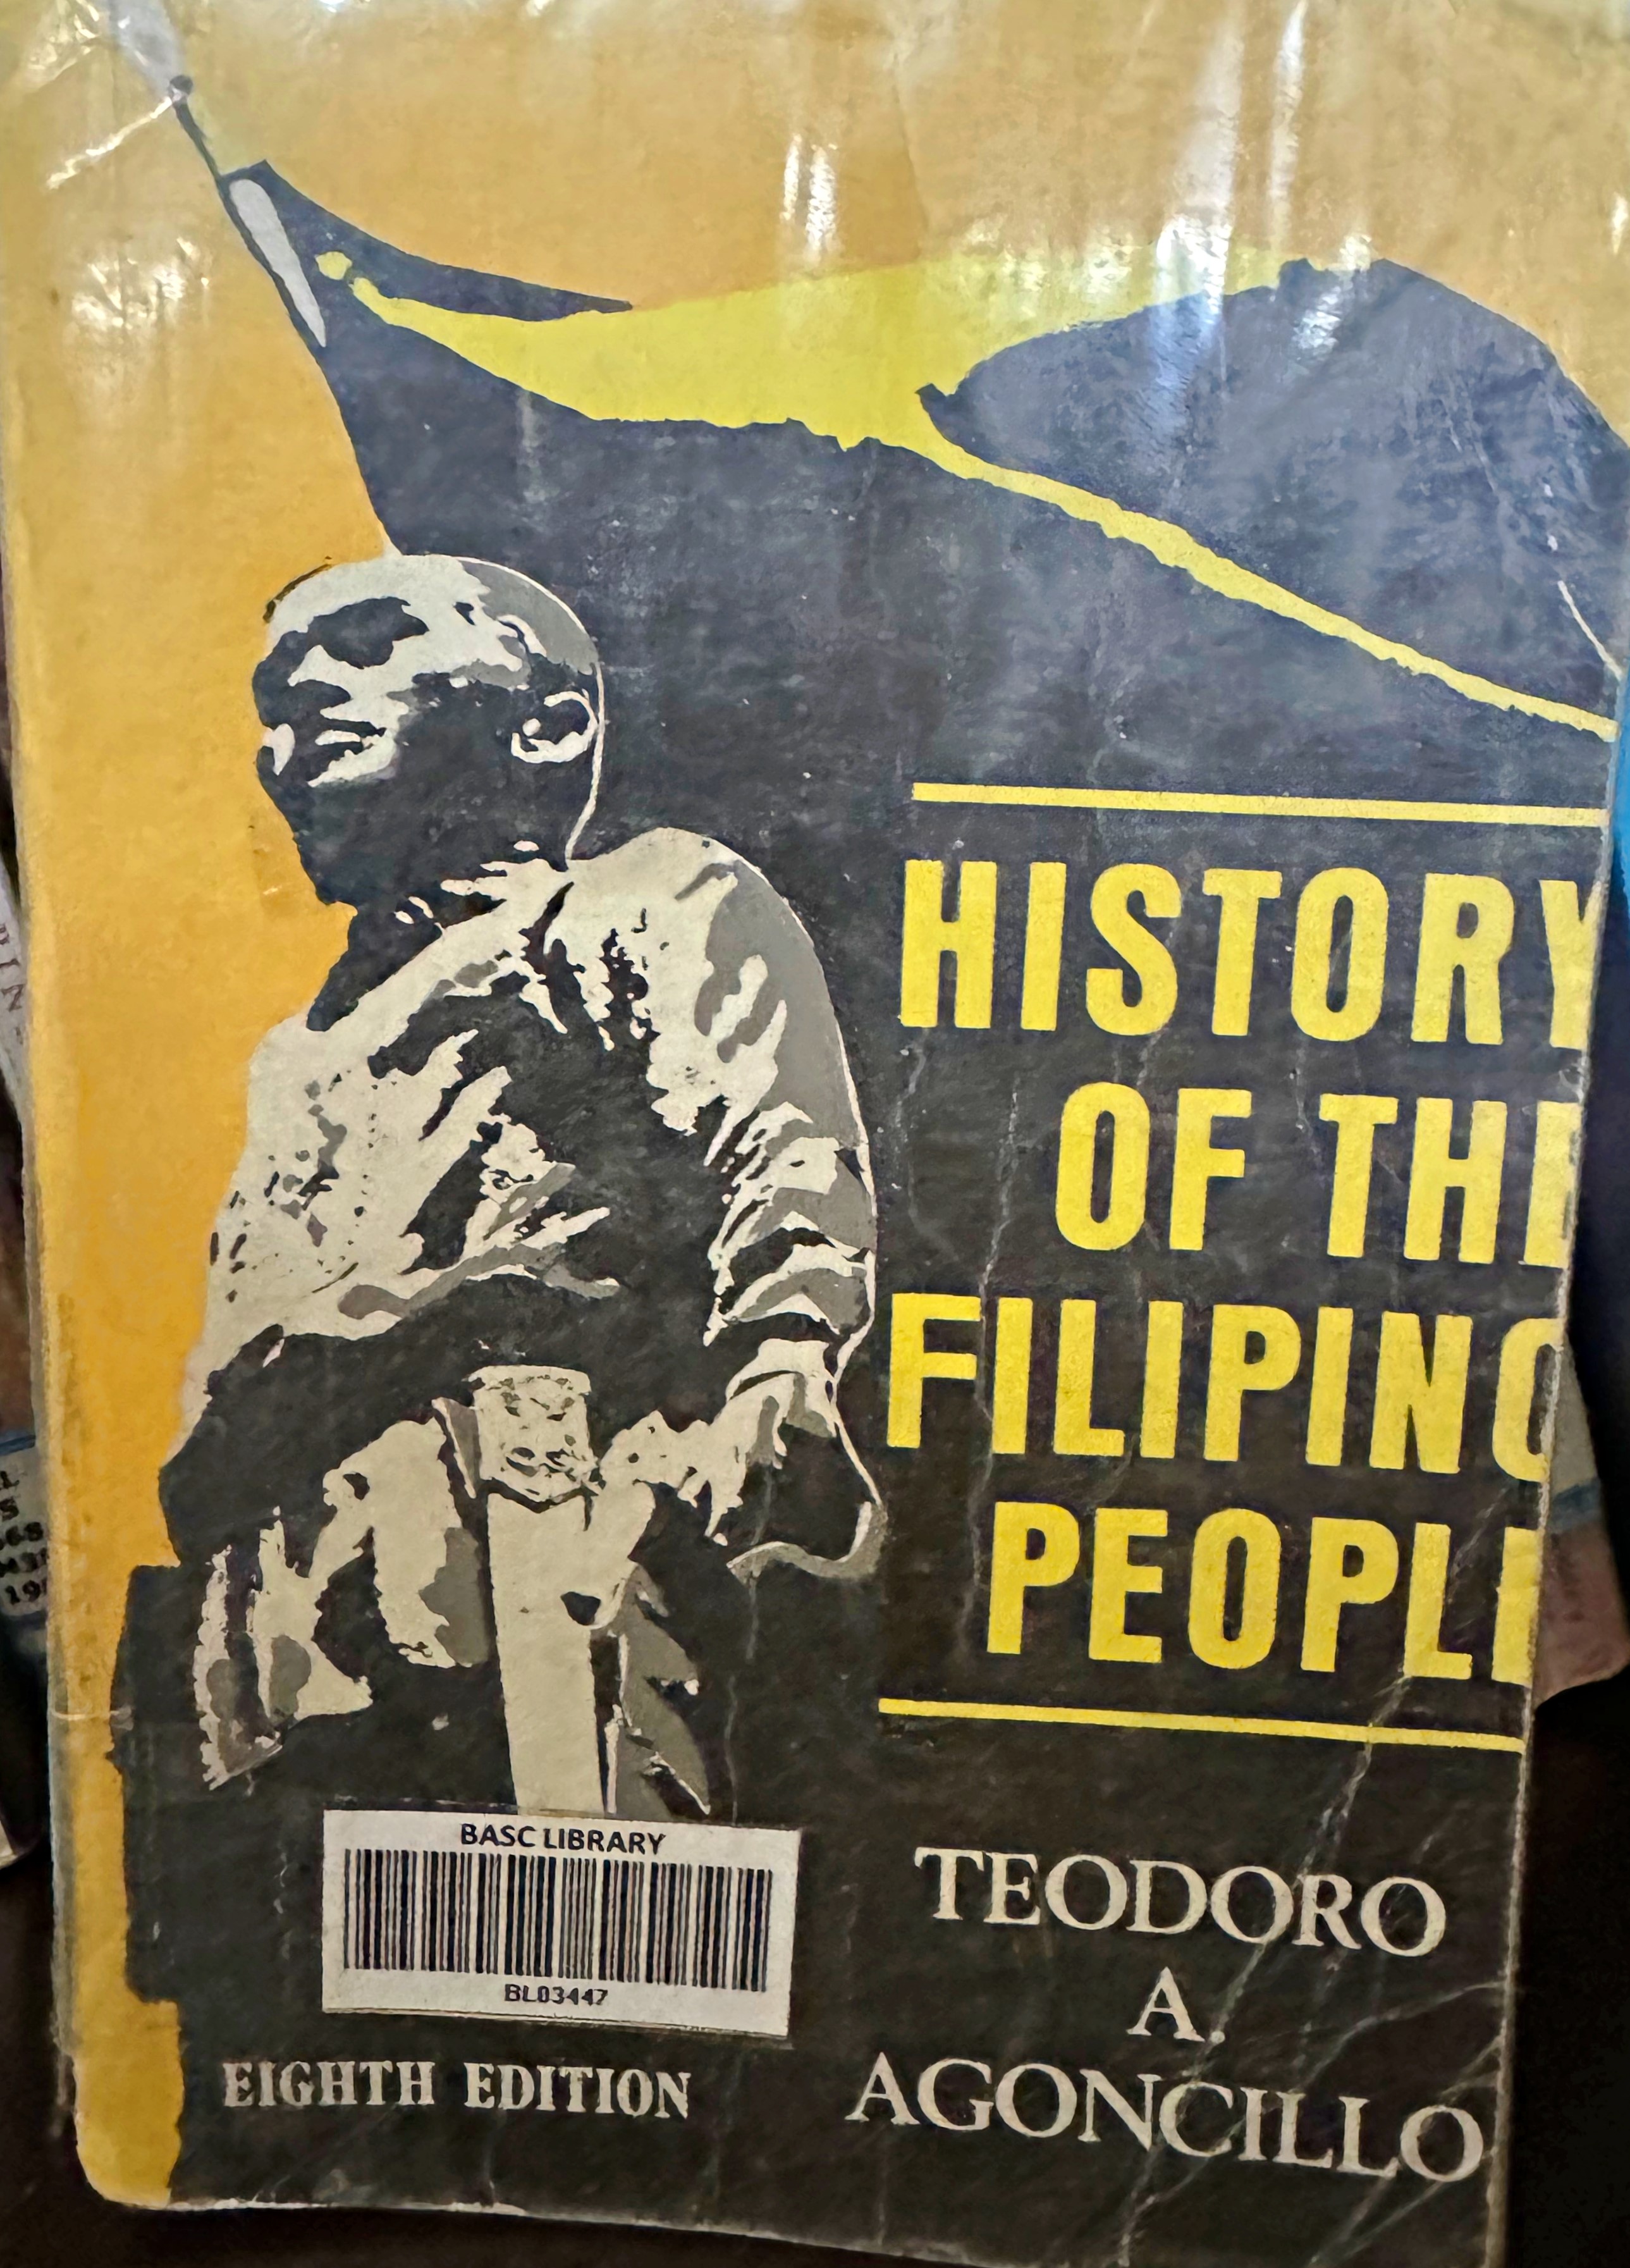 HISTORY
OF THE
FILIPINO
PEOPLE
BASC LIBRARY
BL03447
TEODORO
A.
AGONCILLO
EIGHTH EDITION